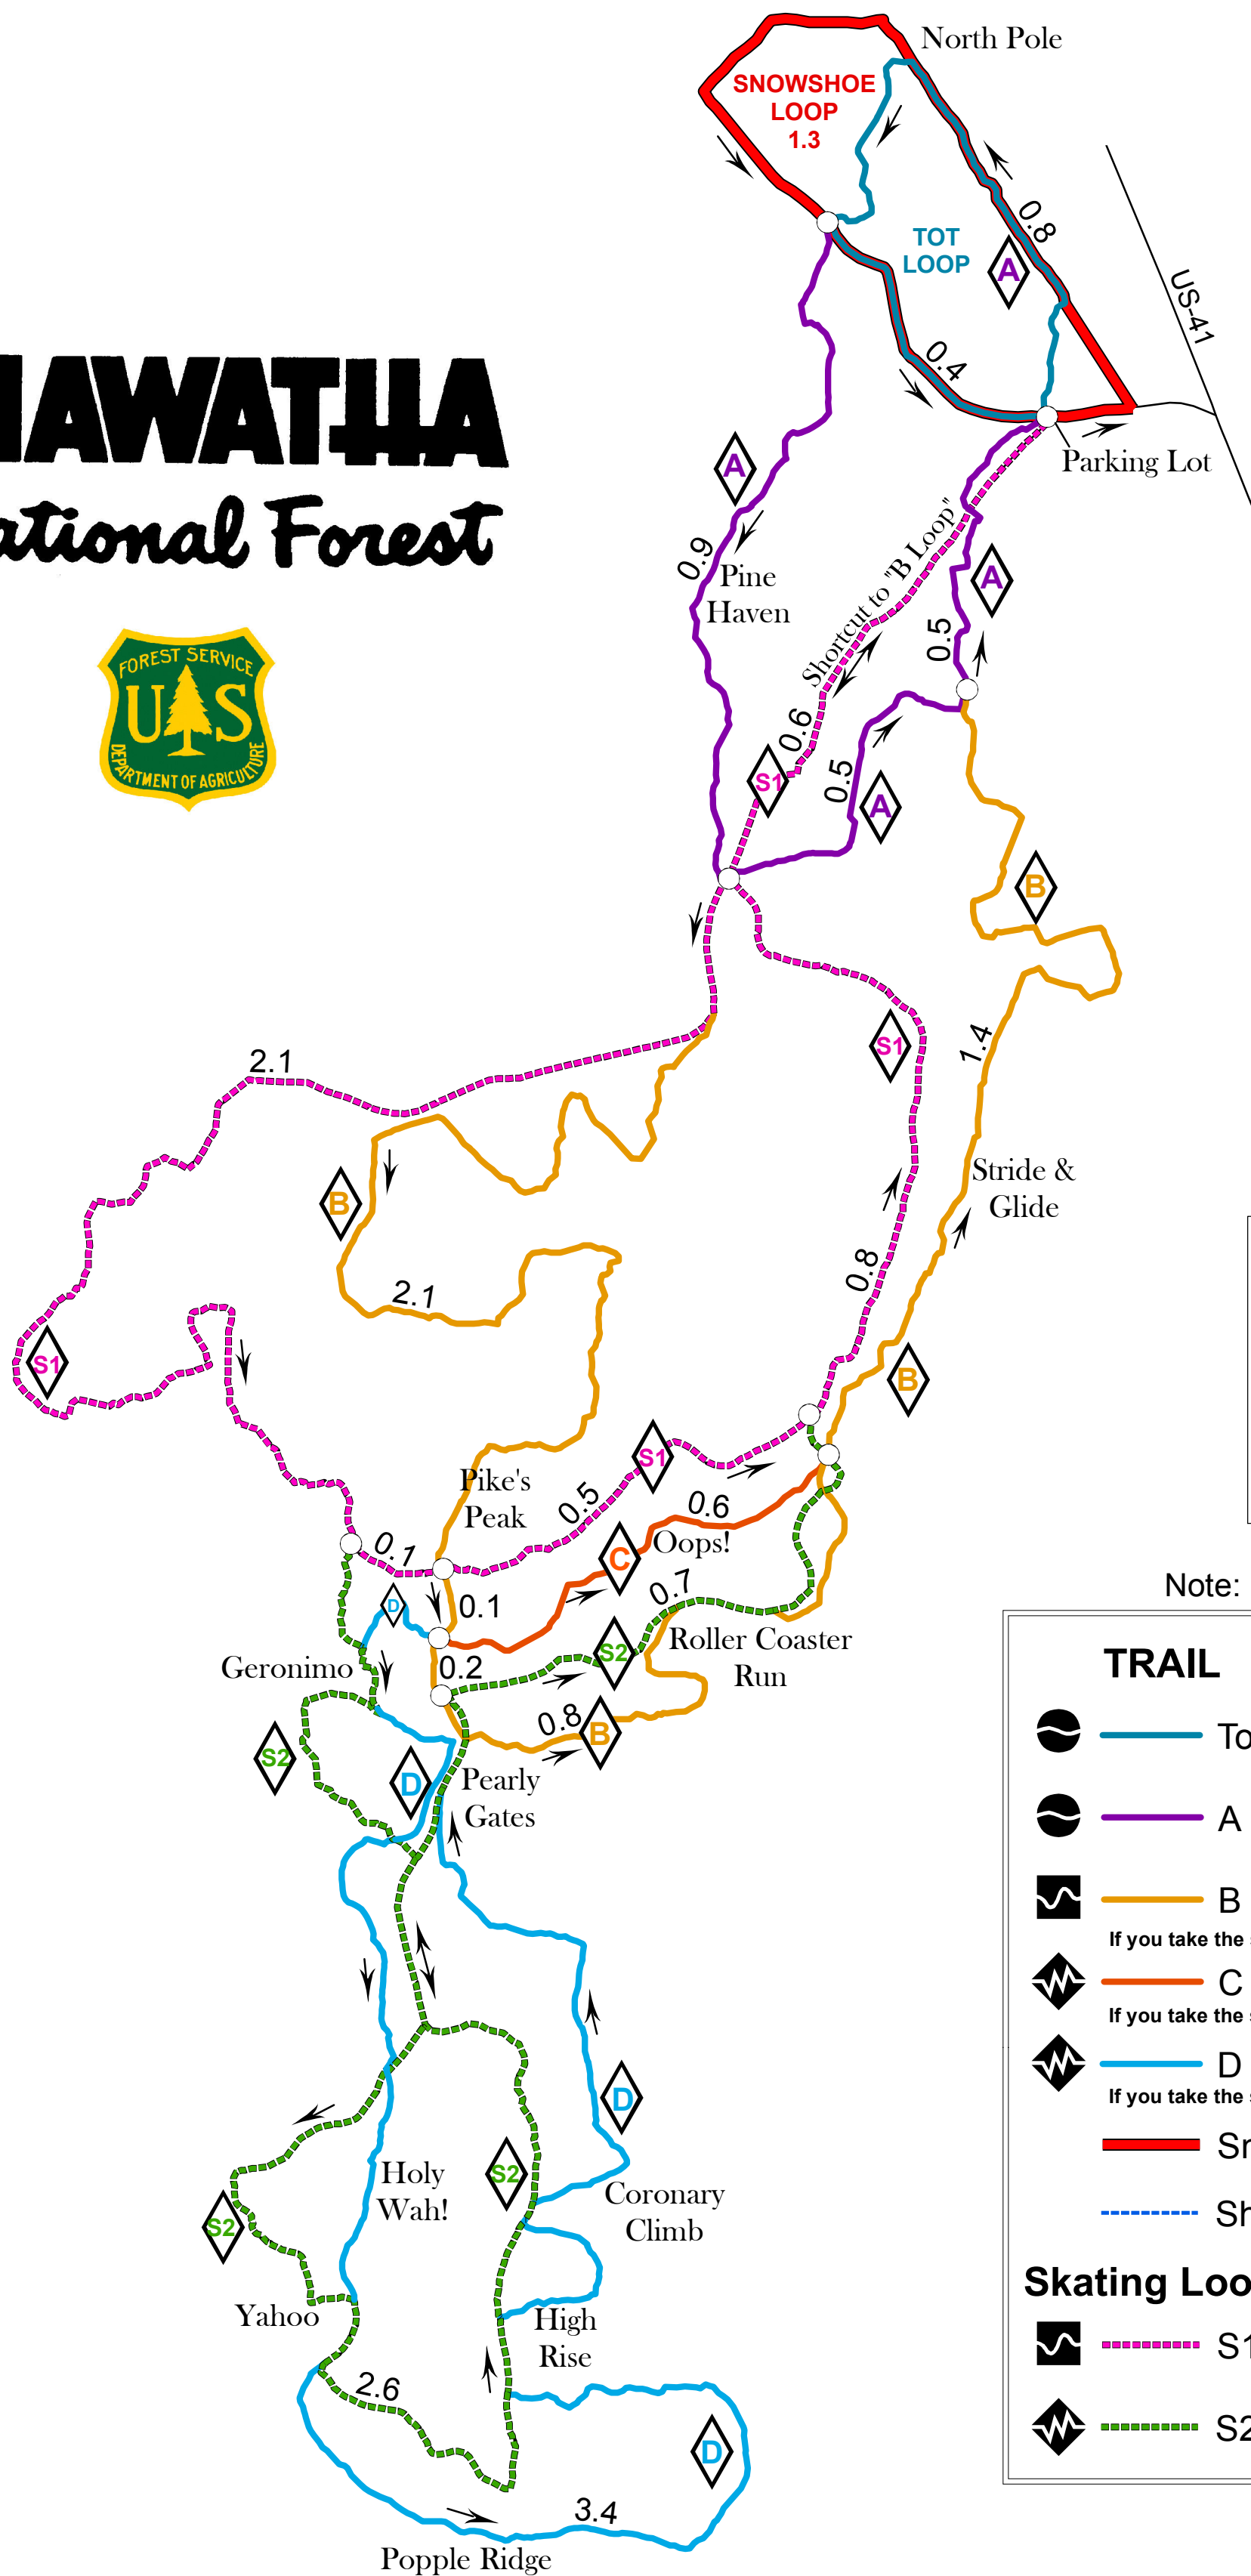 North Pole
SNOWSHOE
LOOP
1.3
0.8
TOT
LOOP
A
US-41
IAWATHA
0.4
Parking Lot
A
ational Forest
Shortcut to "B Loop"
0.9
Pine
Haven
A
0.5
FOREST SERVICE
US
DEPARTMENT OF AGRICULTURE
0.6
S1
0.5
A
B
S1
1.4
2.1
Stride &
Glide
B
0.8
2.1
S1
B
S1
Pike's
Peak
0.5
0.6
Oops!
0.1
C
D
0.1
0.7
Note:
Geronimo
0.2
S2
Roller Coaster
Run
0.8
B
S2
D
Pearly
Gates
D
Holy
Wah!
S2
Coronary
Climb
S2
Yahoo
High
Rise
2.6
D
3.4
Popple Ridge
TRAIL
To
A
B
If you take the
C
If you take the
D
If you take the
Sn
Sh
Skating Loo
S1
S2